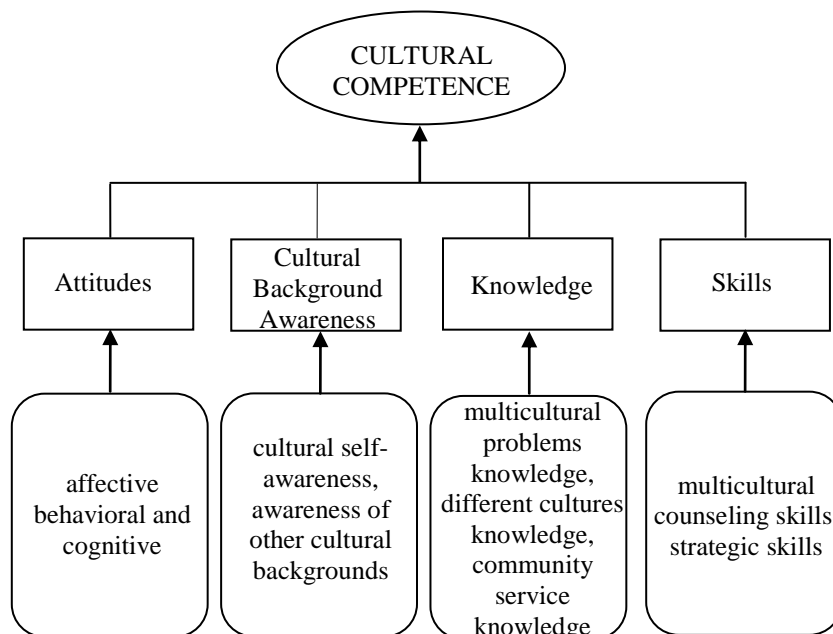 CULTURAL
COMPETENCE
Attitudes
Cultural
Background
Awareness
Knowledge
Skills
affective
behavioral and
cognitive
cultural self-
awareness,
awareness of
other cultural
backgrounds
multicultural
problems
knowledge,
different cultures
knowledge,
community
service
knowledge
multicultural
counseling skills
strategic skills